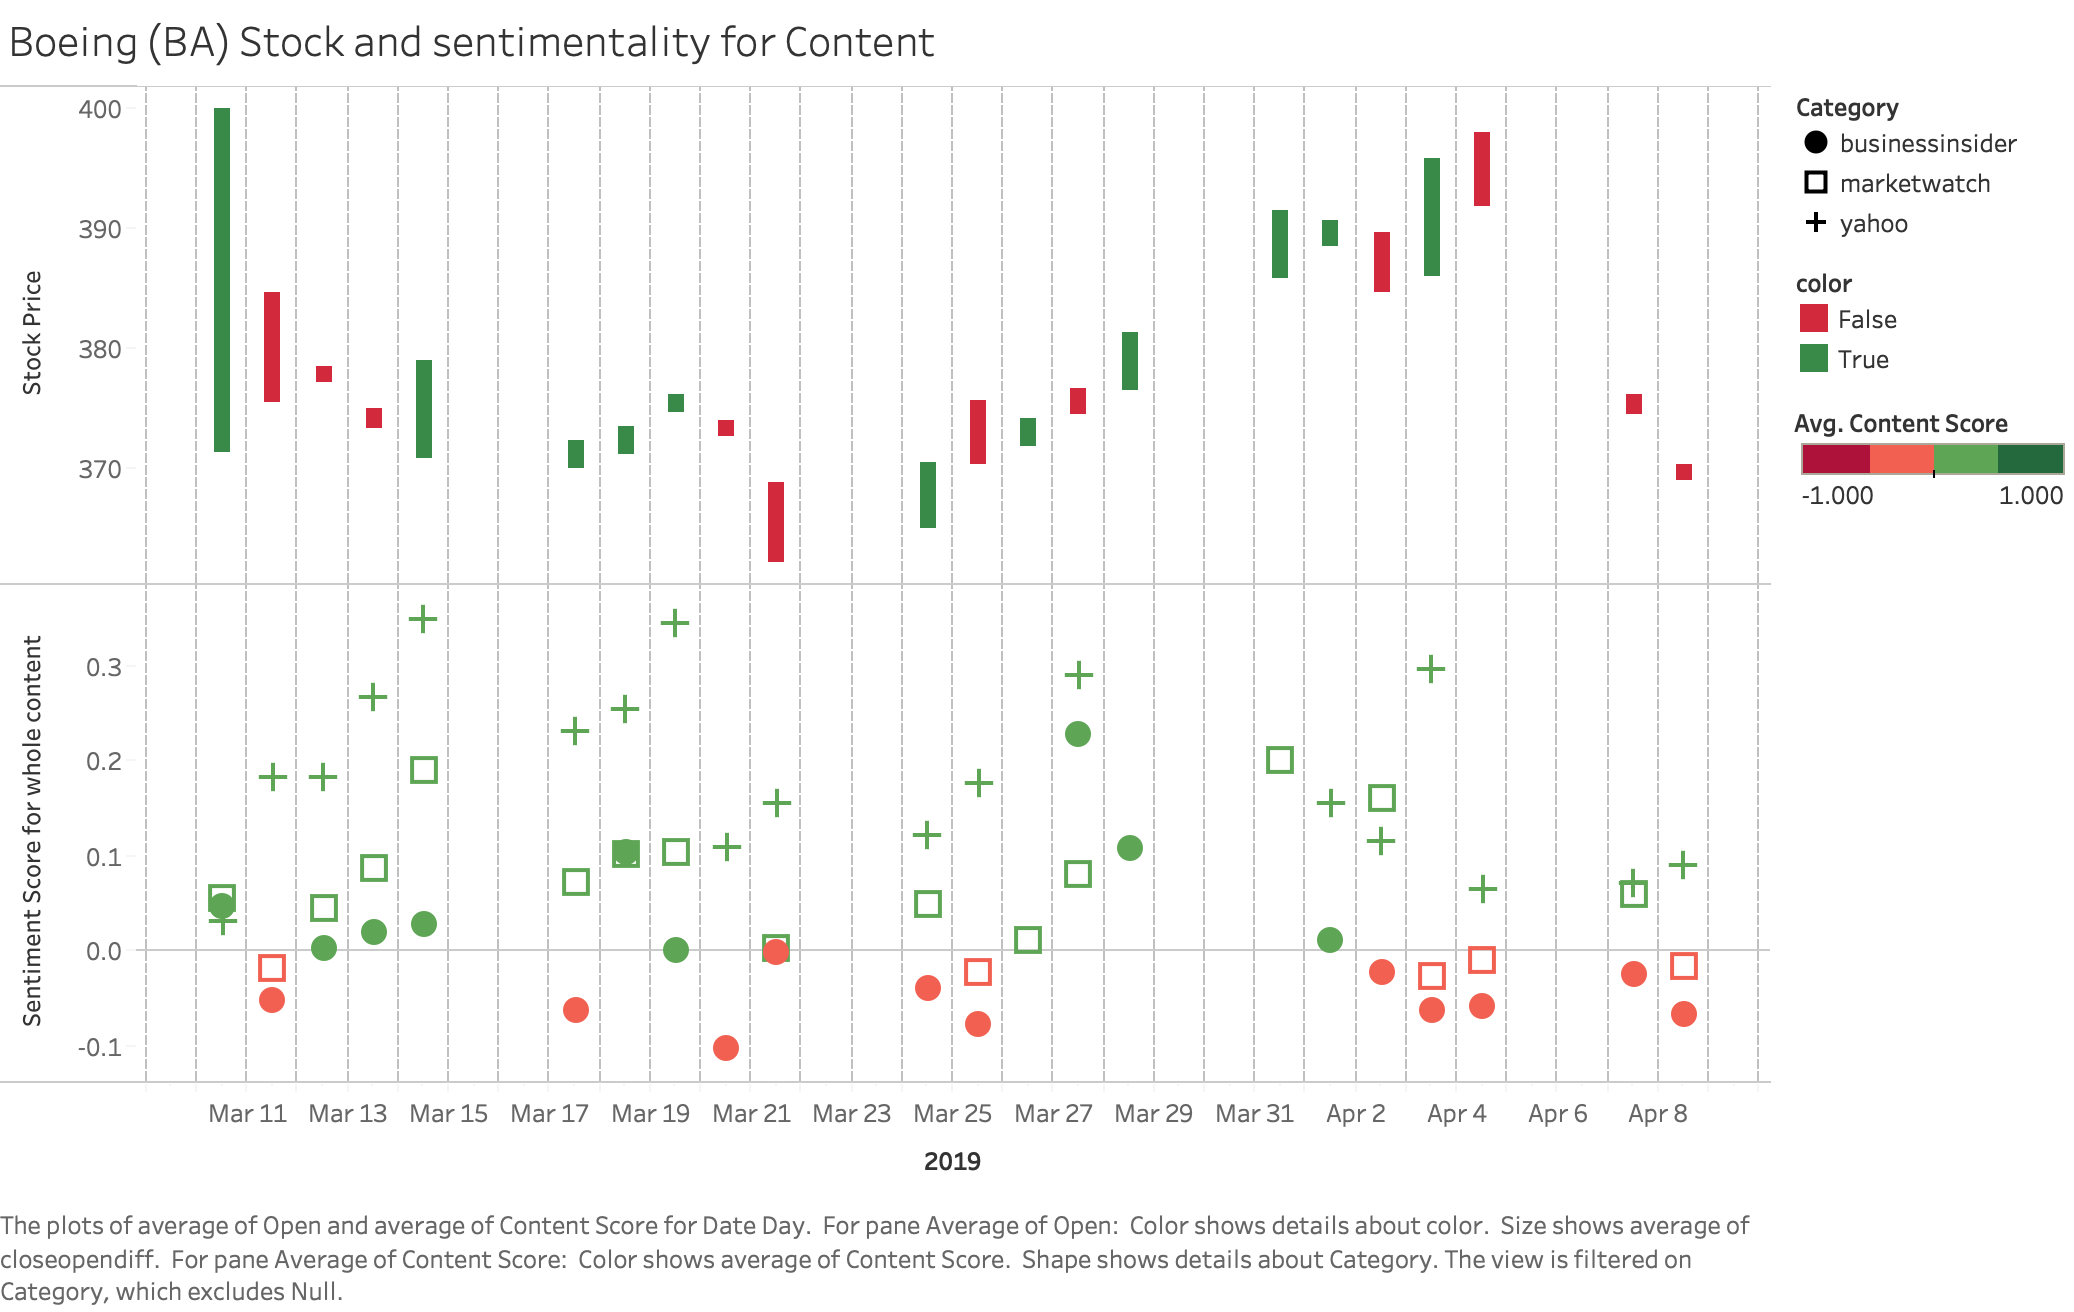 Boeing (BA) Stock and sentimentality for Content
400
390
380
370
Stock Price
0.3
0.2
0.1
0.0
-0.1
Sentiment Score for whole content
Mar 11 Mar 13 Mar 15 Mar 17 Mar 19 Mar 21 Mar 23 Mar 25 Mar 27 Mar 29 Mar 31 Apr 2 Apr 4 Apr 6 Apr 8
2019
Category
businessinsider
marketwatch
yahoo
color
False
True
Avg. Content Score
-1.000 1.000
The plots of average of Open and average of Content Score for Date Day.  For pane Average of Open:  Color shows details about color.  Size shows average of
closeopendiff.  For pane Average of Content Score:  Color shows average of Content Score.  Shape shows details about Category. The view is filtered on
Category, which excludes Null.